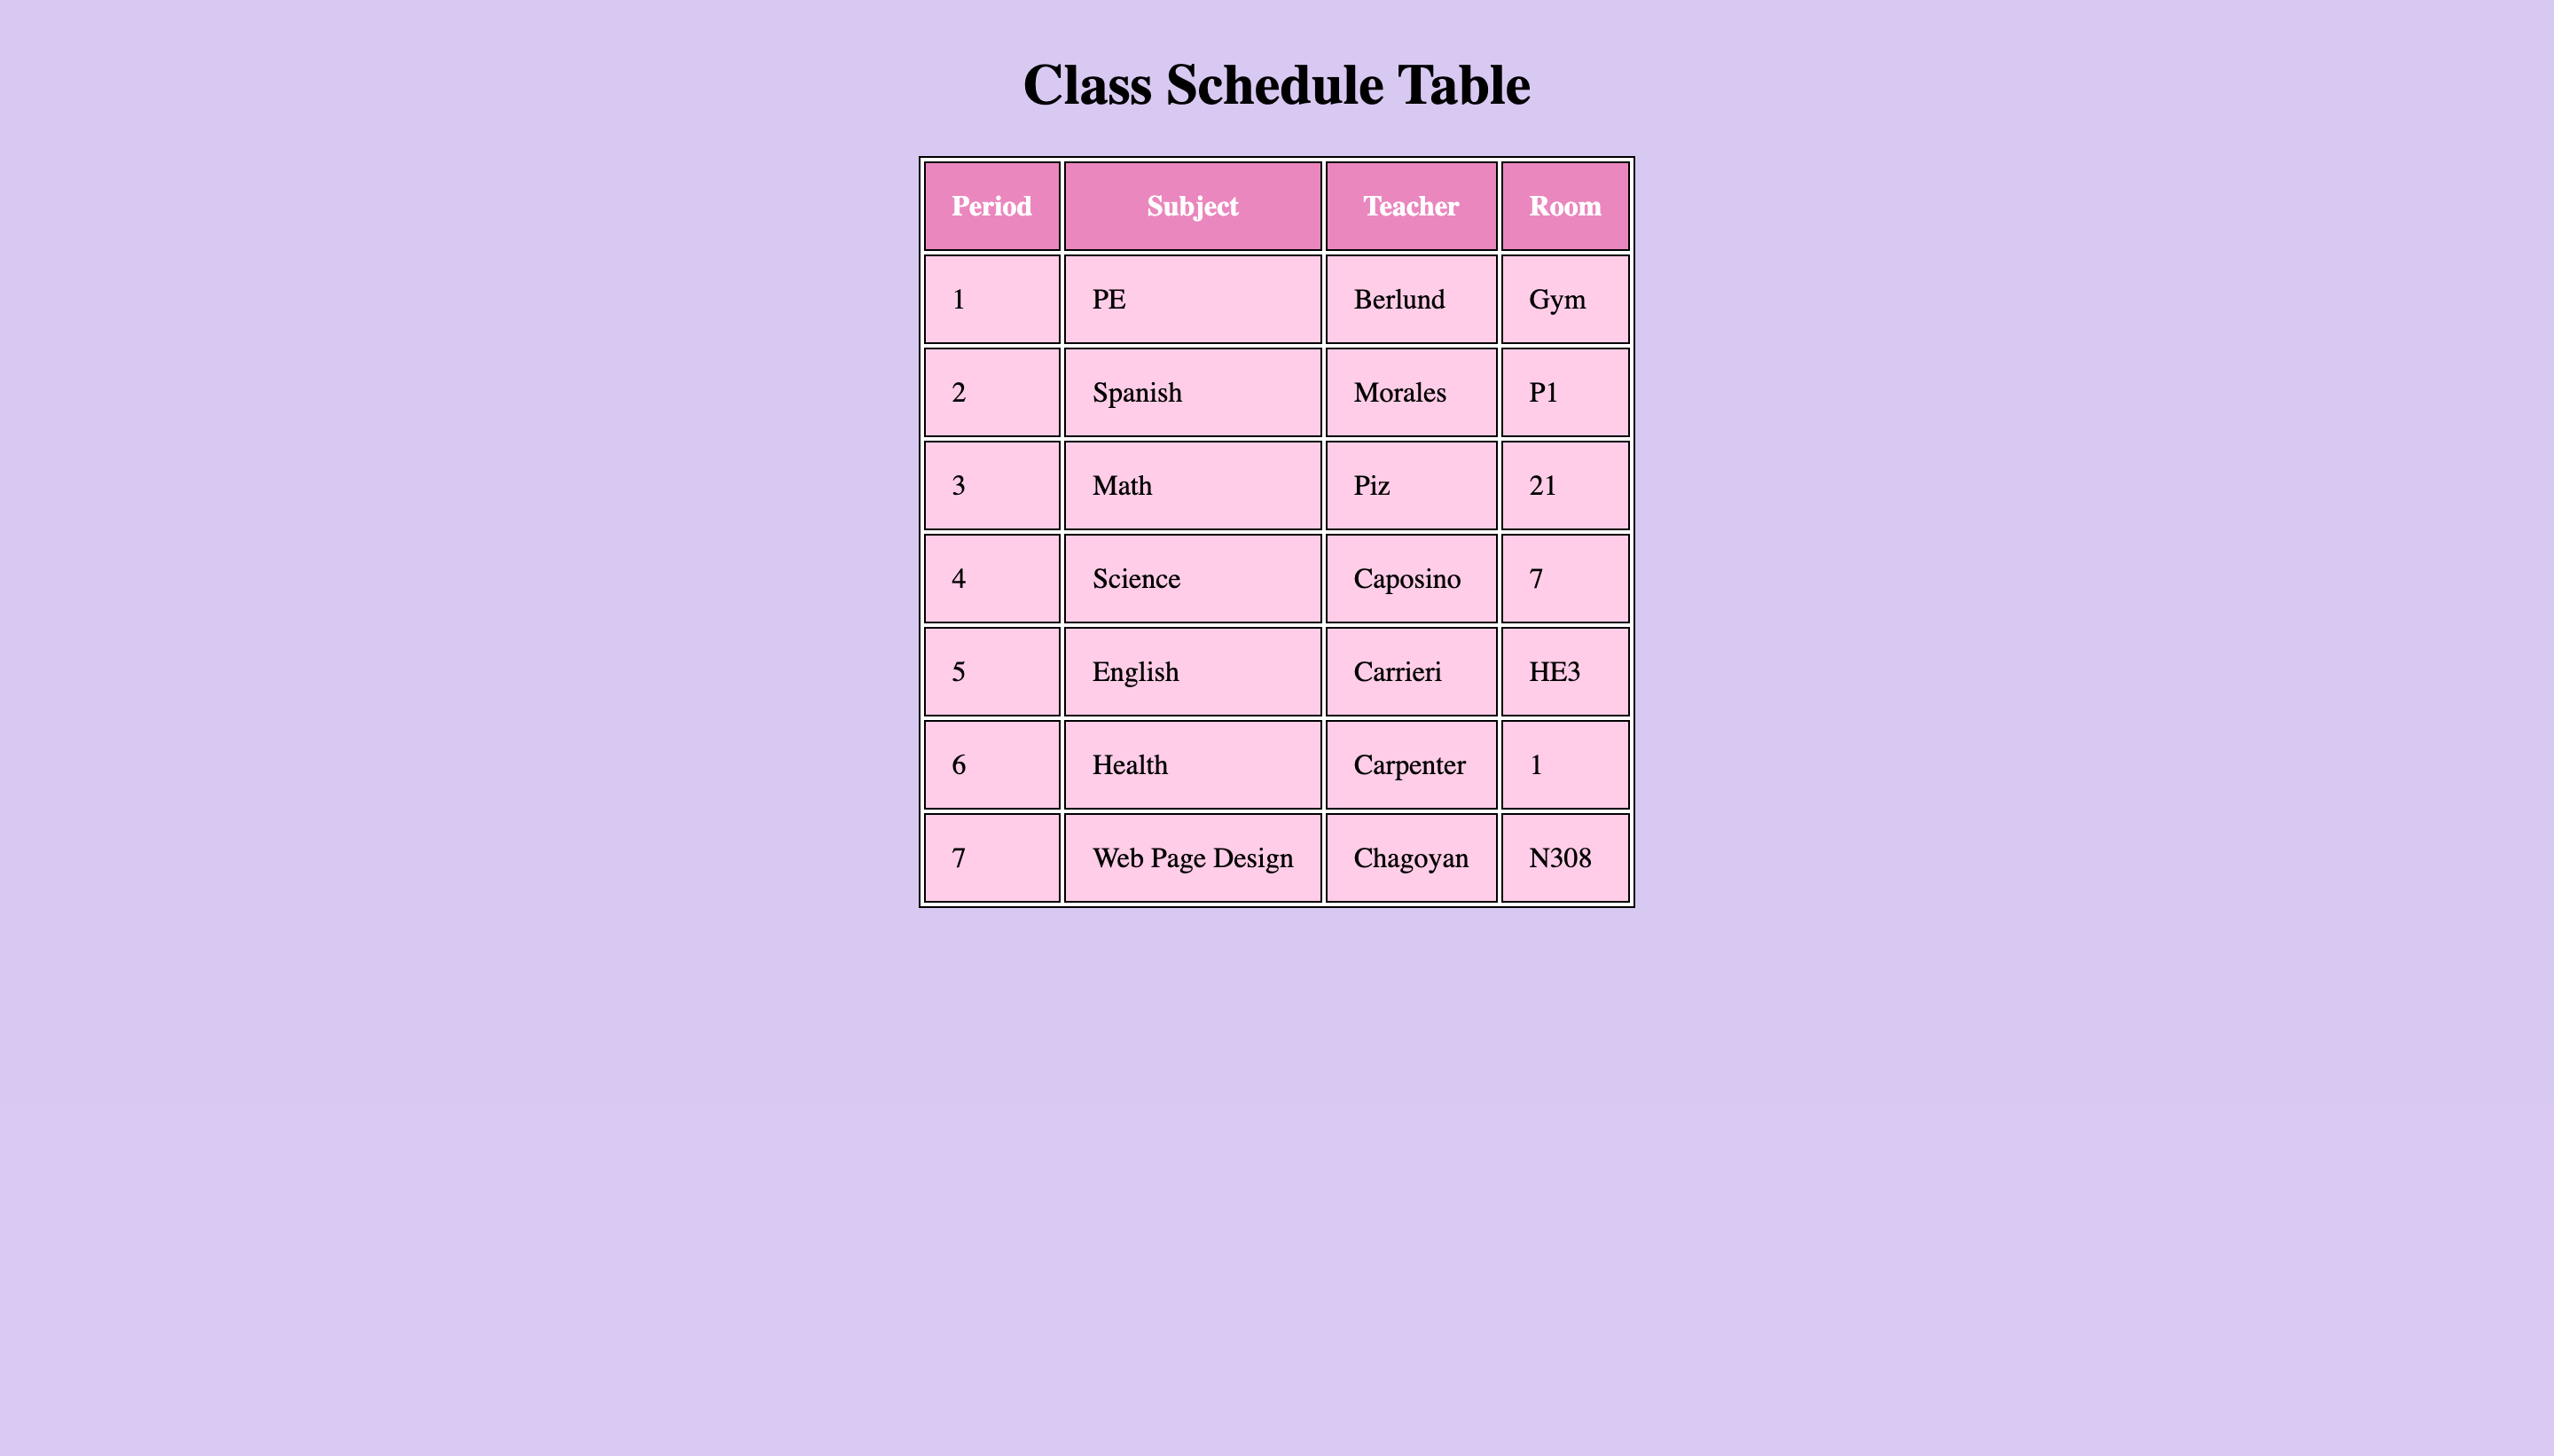 Class Schedule Table
Period Subject Teacher Room
1 PE Berlund Gym
2 Spanish Morales P1
3 Math Piz 21
4 Science Caposino 7
5 English Carrieri HE3
6 Health Carpenter 1
7 Web Page Design Chagoyan N308